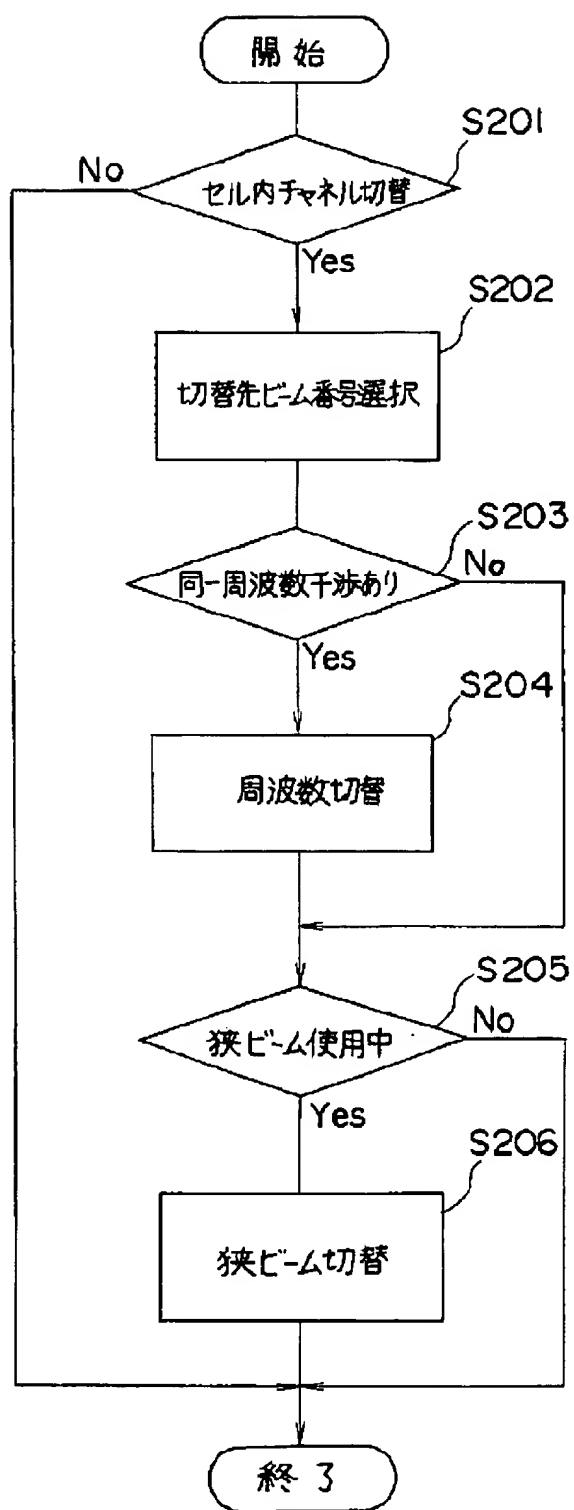 開始
S201
No
セル内チャネル切替
Yes
S202
切替先ビーム番号選択
S203
同一周波数干渉あり
No
Yes
S204
周波数切替
S205
狭ビーム使用中
No
Yes
S206
狭ビーム切替
終了